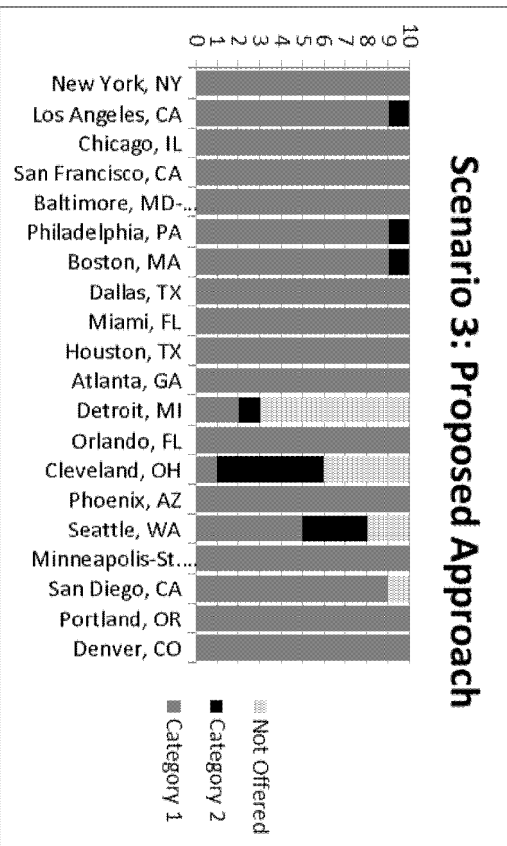 Scenario 3: Proposed Approach
10
9
8
7
6
5
4
3
2
1
0
New York, NY
Los Angeles, CA
Chicago, IL
San Francisco, CA
Baltimore, MD-...
Philadelphia, PA
Boston, MA
Dallas, TX
Miami, FL
Houston, TX
Atlanta, GA
Detroit, MI
Orlando, FL
Cleveland, OH
Phoenix, AZ
Seattle, WA
Minneapolis-St....
San Diego, CA
Portland, OR
Denver, CO
Not Offered
Category 2
Category 1